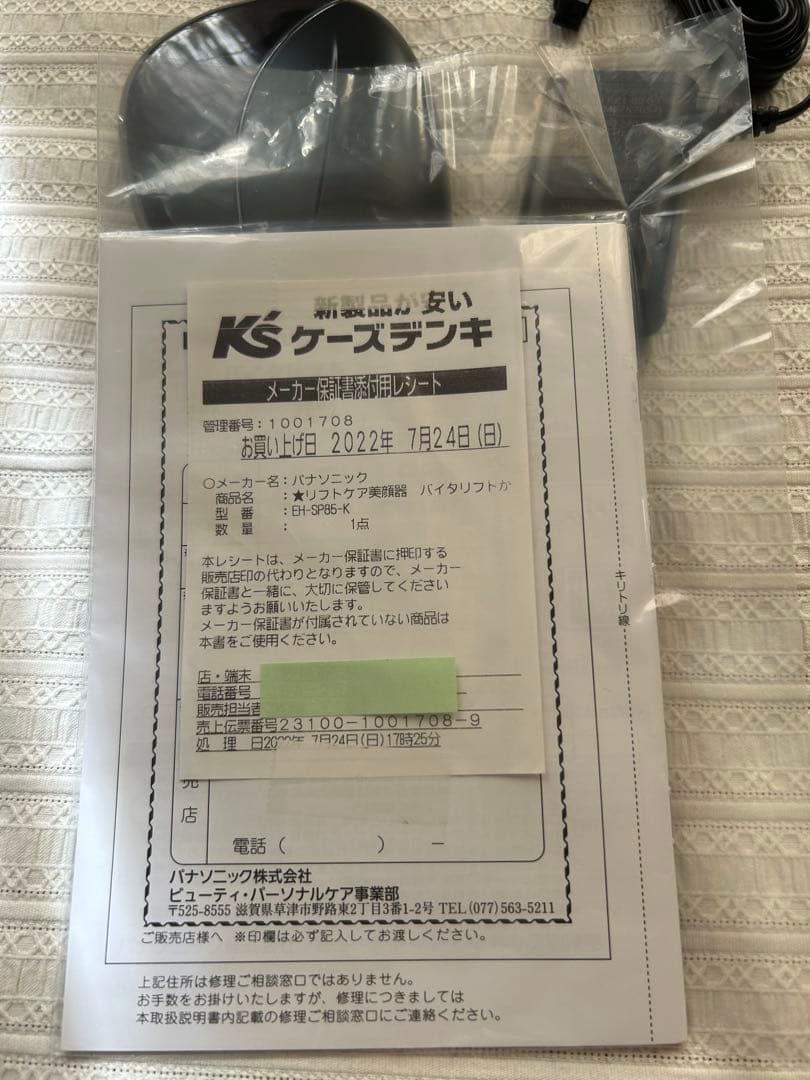 新製品が安い
K's ケーズデンキ
メーカー保証書添付用レシート
管理番号:1001708
お買い上げ日 2022年 7月24日(日)
○メーカー名:パナソニック
商品名 :★リフトケア美顔器 バイタリフトか
型番 :EH-SP85-K
数量 : 1点
本レシートは、メーカー保証書に押印する
販売店印の代わりとなりますので、メーカー
保証書と一緒に、大切に保管してください
ますようお願いいたします。
メーカー保証書が付属されていない商品は
本書をご使用ください。
店・端末
電話番号
販売担当者
売上伝票番号23100-1001708-9
処理日2022年 7月24日(日)17時25分
キリトリ線
売
店
電話( ) -
パナソニック株式会社
ビューティ・パーソナルケア事業部
〒525-8555 滋賀県草津市野路東2丁目3番1-2号 TEL(077)563-5211
ご販売店様へ ※印欄は必ず記入してお渡しください。
上記住所は修理ご相談窓口ではありません。
お手数をお掛けいたしますが、修理につきましては
本取扱説明書内記載の修理ご相談窓口にご連絡ください。